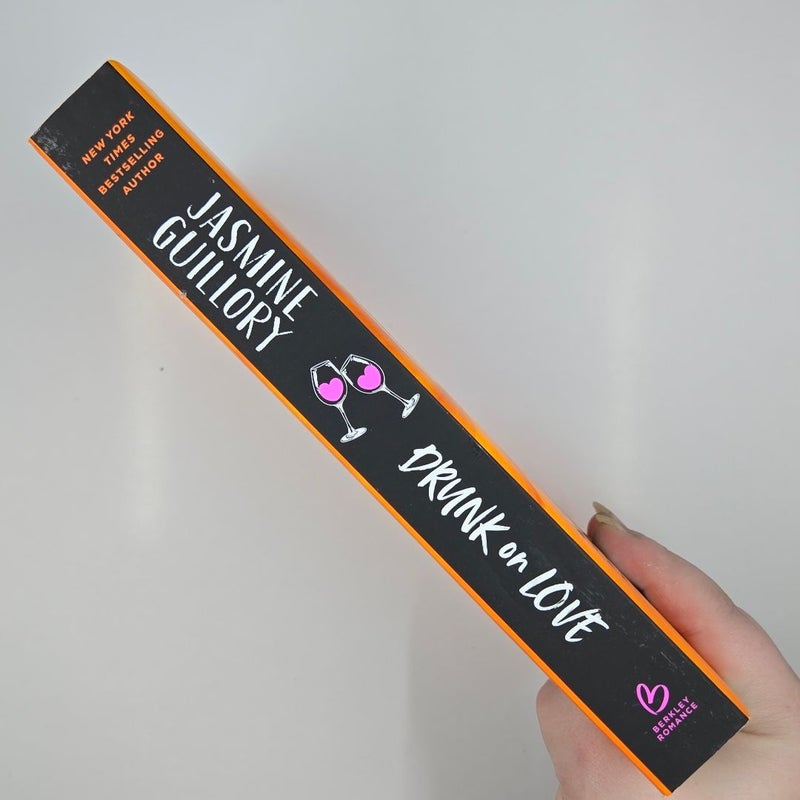 NEW YORK
TIMES
BESTSELLING
AUTHOR
JASMINE
GUILLORY
DRUNK on LOVE
BERKLEY
ROMANCE